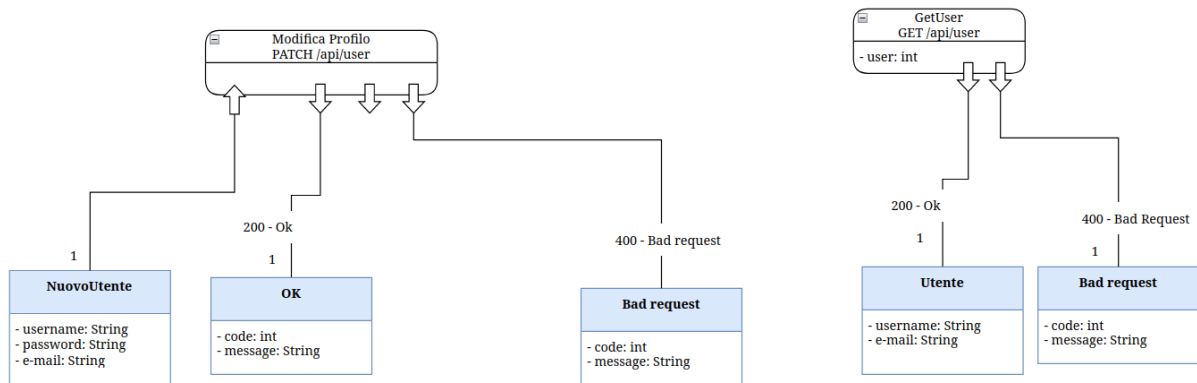 Modifica Profilo
PATCH /api/user
GetUser
GET /api/user
- user: int
200 - Ok
400 - Bad request
200 - Ok
400 - Bad Request
1
1
1
1
NuovoUtente
- username: String
- password: String
- e-mail: String
OK
- code: int
- message: String
Bad request
- code: int
- message: String
Utente
- username: String
- e-mail: String
Bad request
- code: int
- message: String